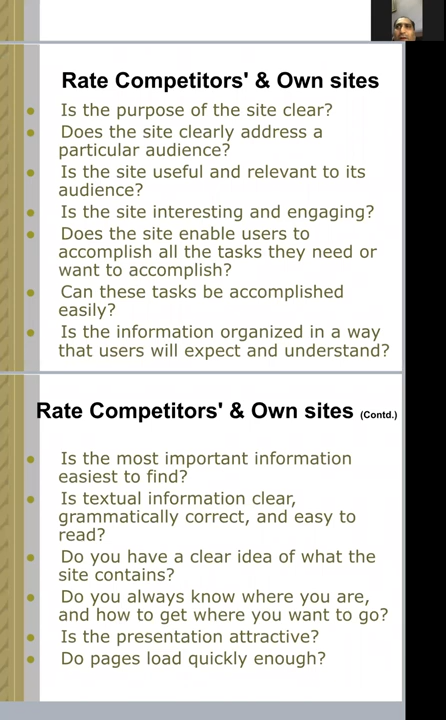 Rate Competitors' & Own sites
Is the purpose of the site clear?
Does the site clearly address a
particular audience?
Is the site useful and relevant to its
audience?
Is the site interesting and engaging?
Does the site enable users to
accomplish all the tasks they need or
want to accomplish?
Can these tasks be accomplished
easily?
Is the information organized in a way
that users will expect and understand?
Rate Competitors' & Own sites (Contd.)
Is the most important information
easiest to find?
Is textual information clear,
grammatically correct, and easy to
read?
Do you have a clear idea of what the
site contains?
Do you always know where you are,
and how to get where you want to go?
Is the presentation attractive?
Do pages load quickly enough?